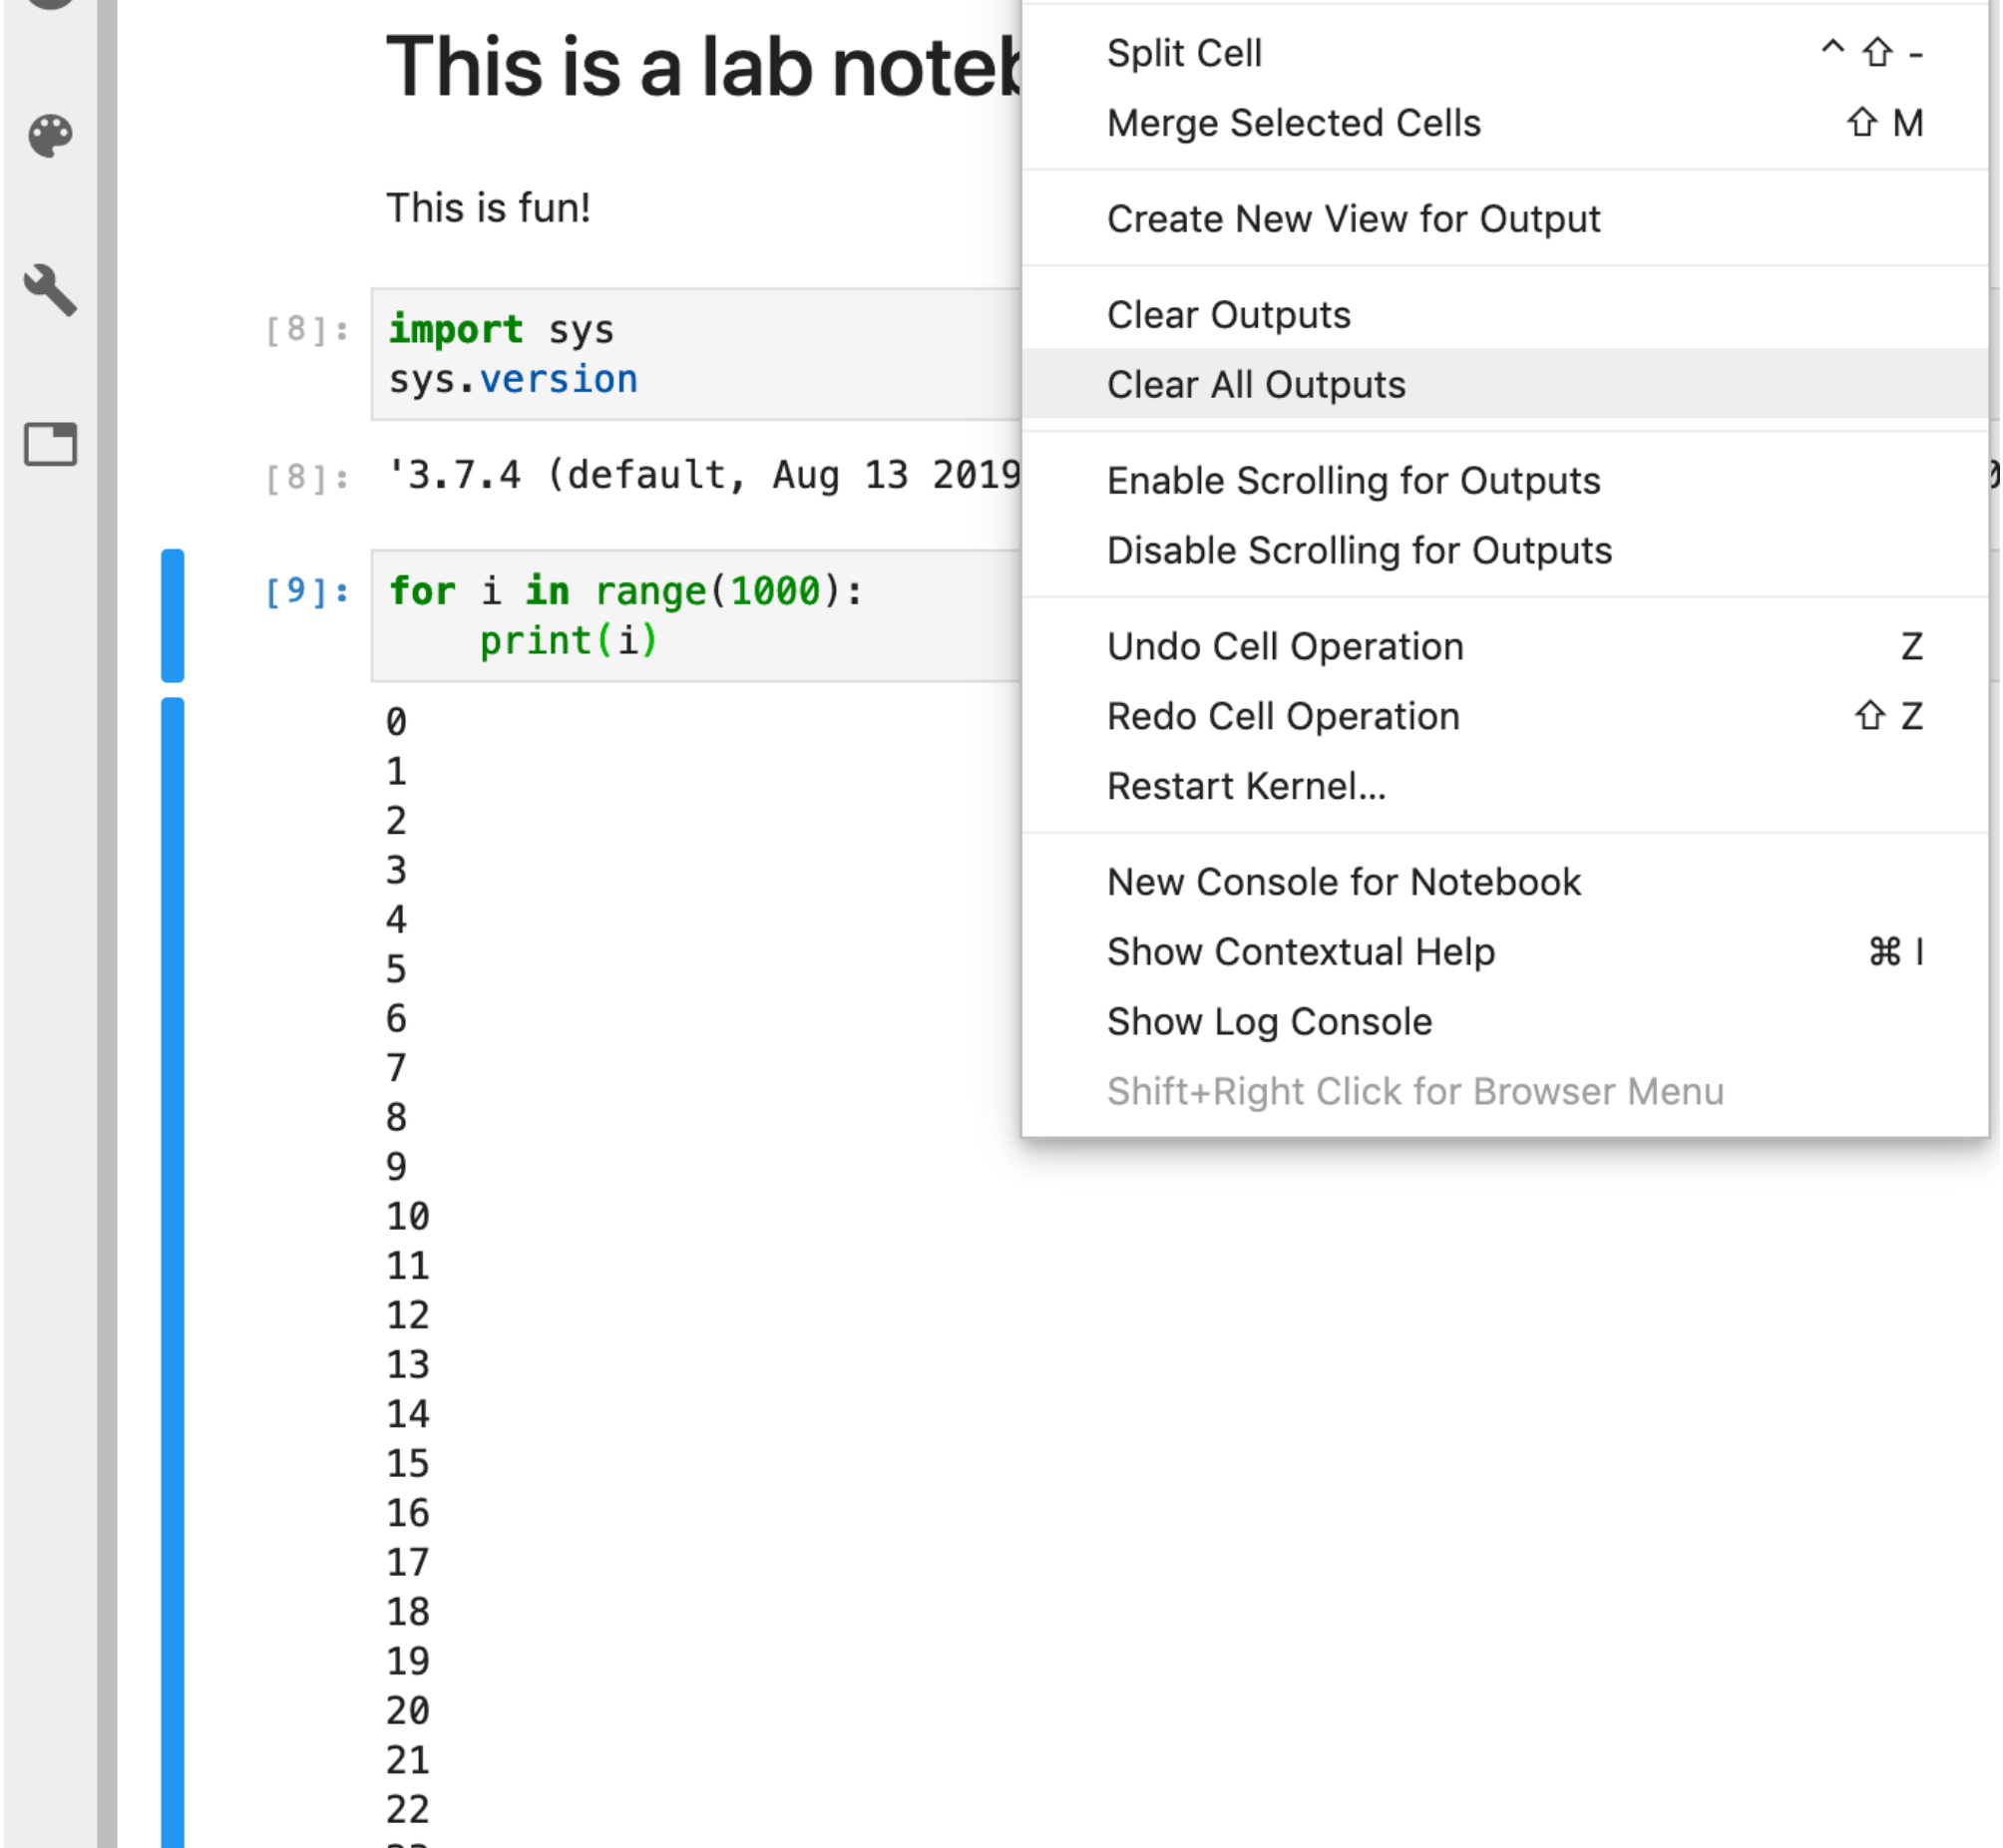 This is a lab
This is fun!
[8]: import sys
sys.version
[8]: '3.7.4 (default, Aug 13 2019
[9]: for i in range(1000):
print(i)
0
1
2
3
4
5
6
7
8
9
10
11
12
13
14
15
16
17
18
19
20
21
22
Split Cell ^ ⇧ -
Merge Selected Cells ⇧ M
Create New View for Output
Clear Outputs
Clear All Outputs
Enable Scrolling for Outputs
Disable Scrolling for Outputs
Undo Cell Operation Z
Redo Cell Operation ⇧ Z
Restart Kernel...
New Console for Notebook
Show Contextual Help ⌘ I
Show Log Console
Shift+Right Click for Browser Menu